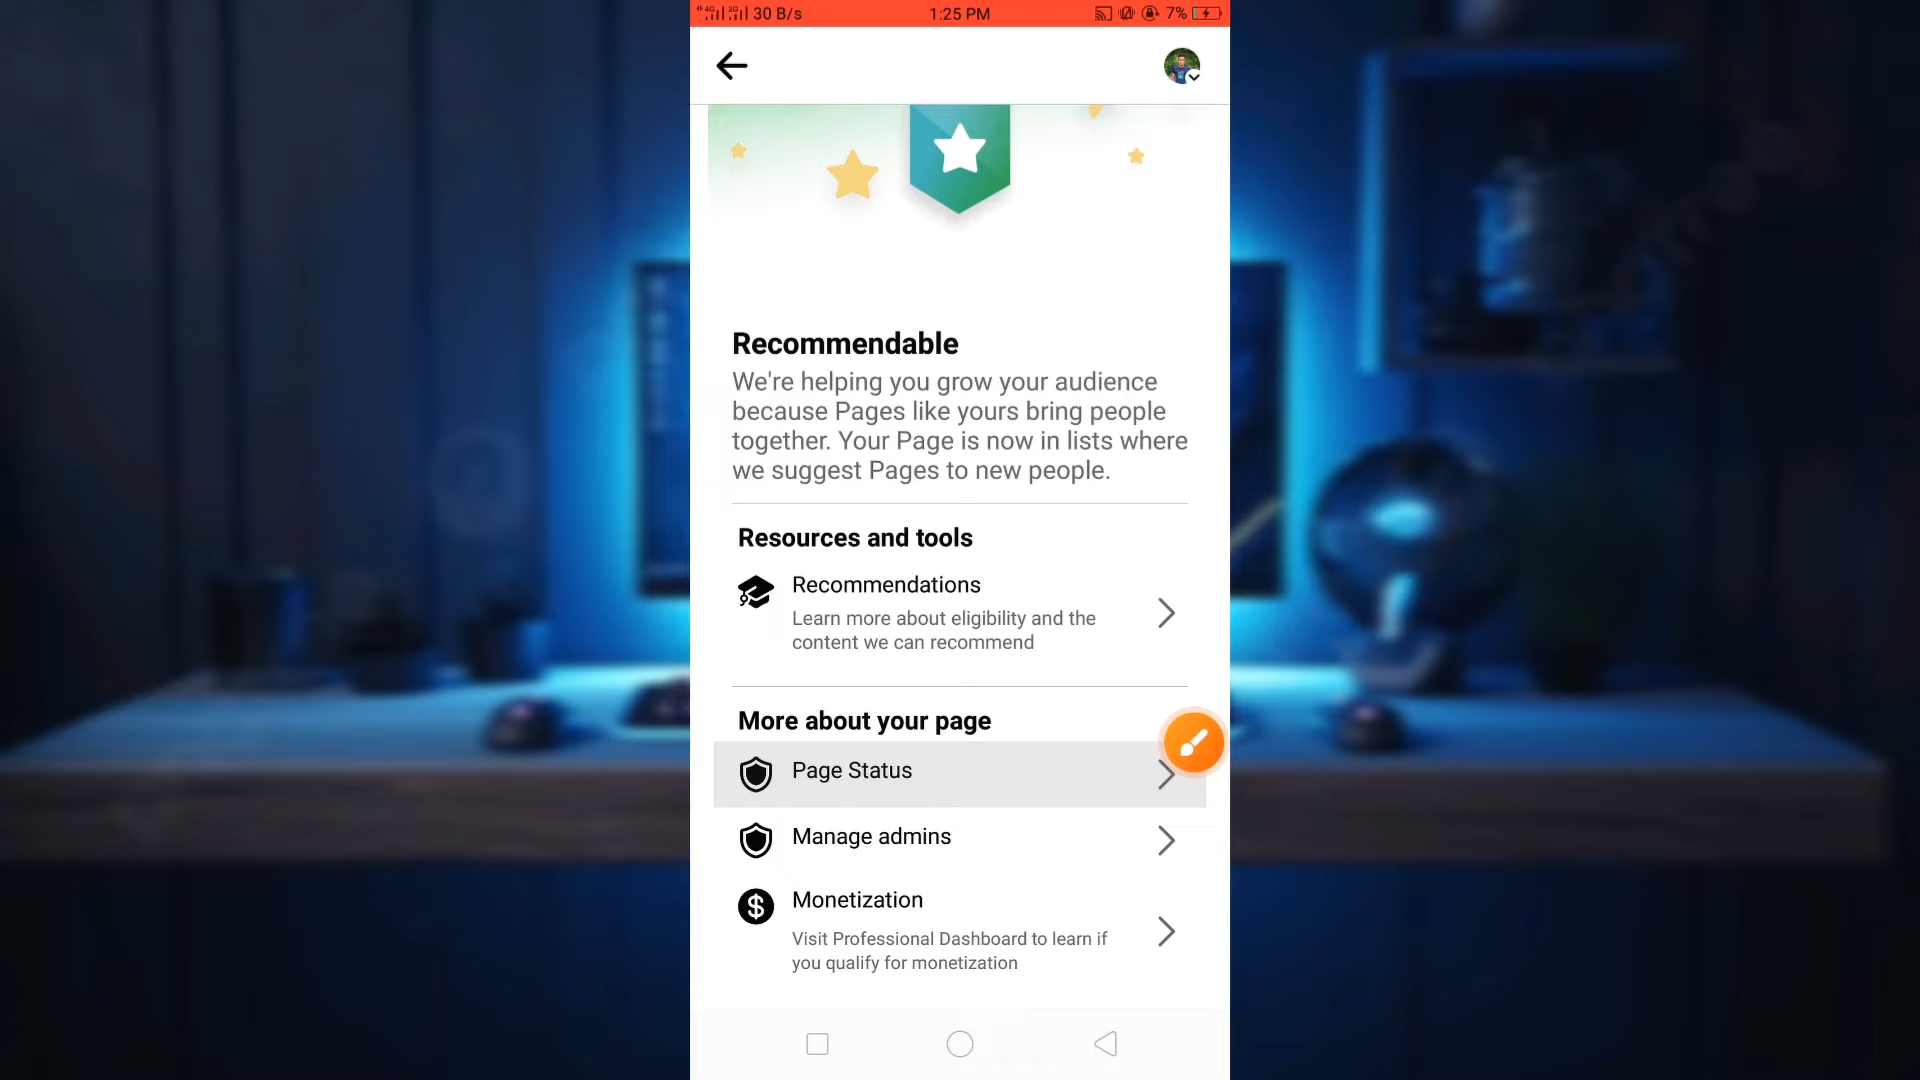 4G 2G 30 B/s 1:25 PM 7%
Recommendable
We're helping you grow your audience
because Pages like yours bring people
together. Your Page is now in lists where
we suggest Pages to new people.
Resources and tools
Recommendations
Learn more about eligibility and the
content we can recommend
More about your page
Page Status
Manage admins
Monetization
Visit Professional Dashboard to learn if
you qualify for monetization